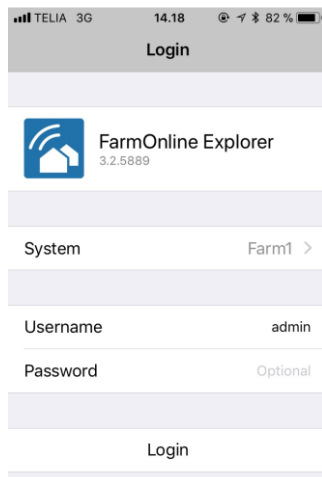 TELIA 3G 14.18 82 %
Login
FarmOnline Explorer
3.2.5889
System Farm1
Username admin
Password Optional
Login